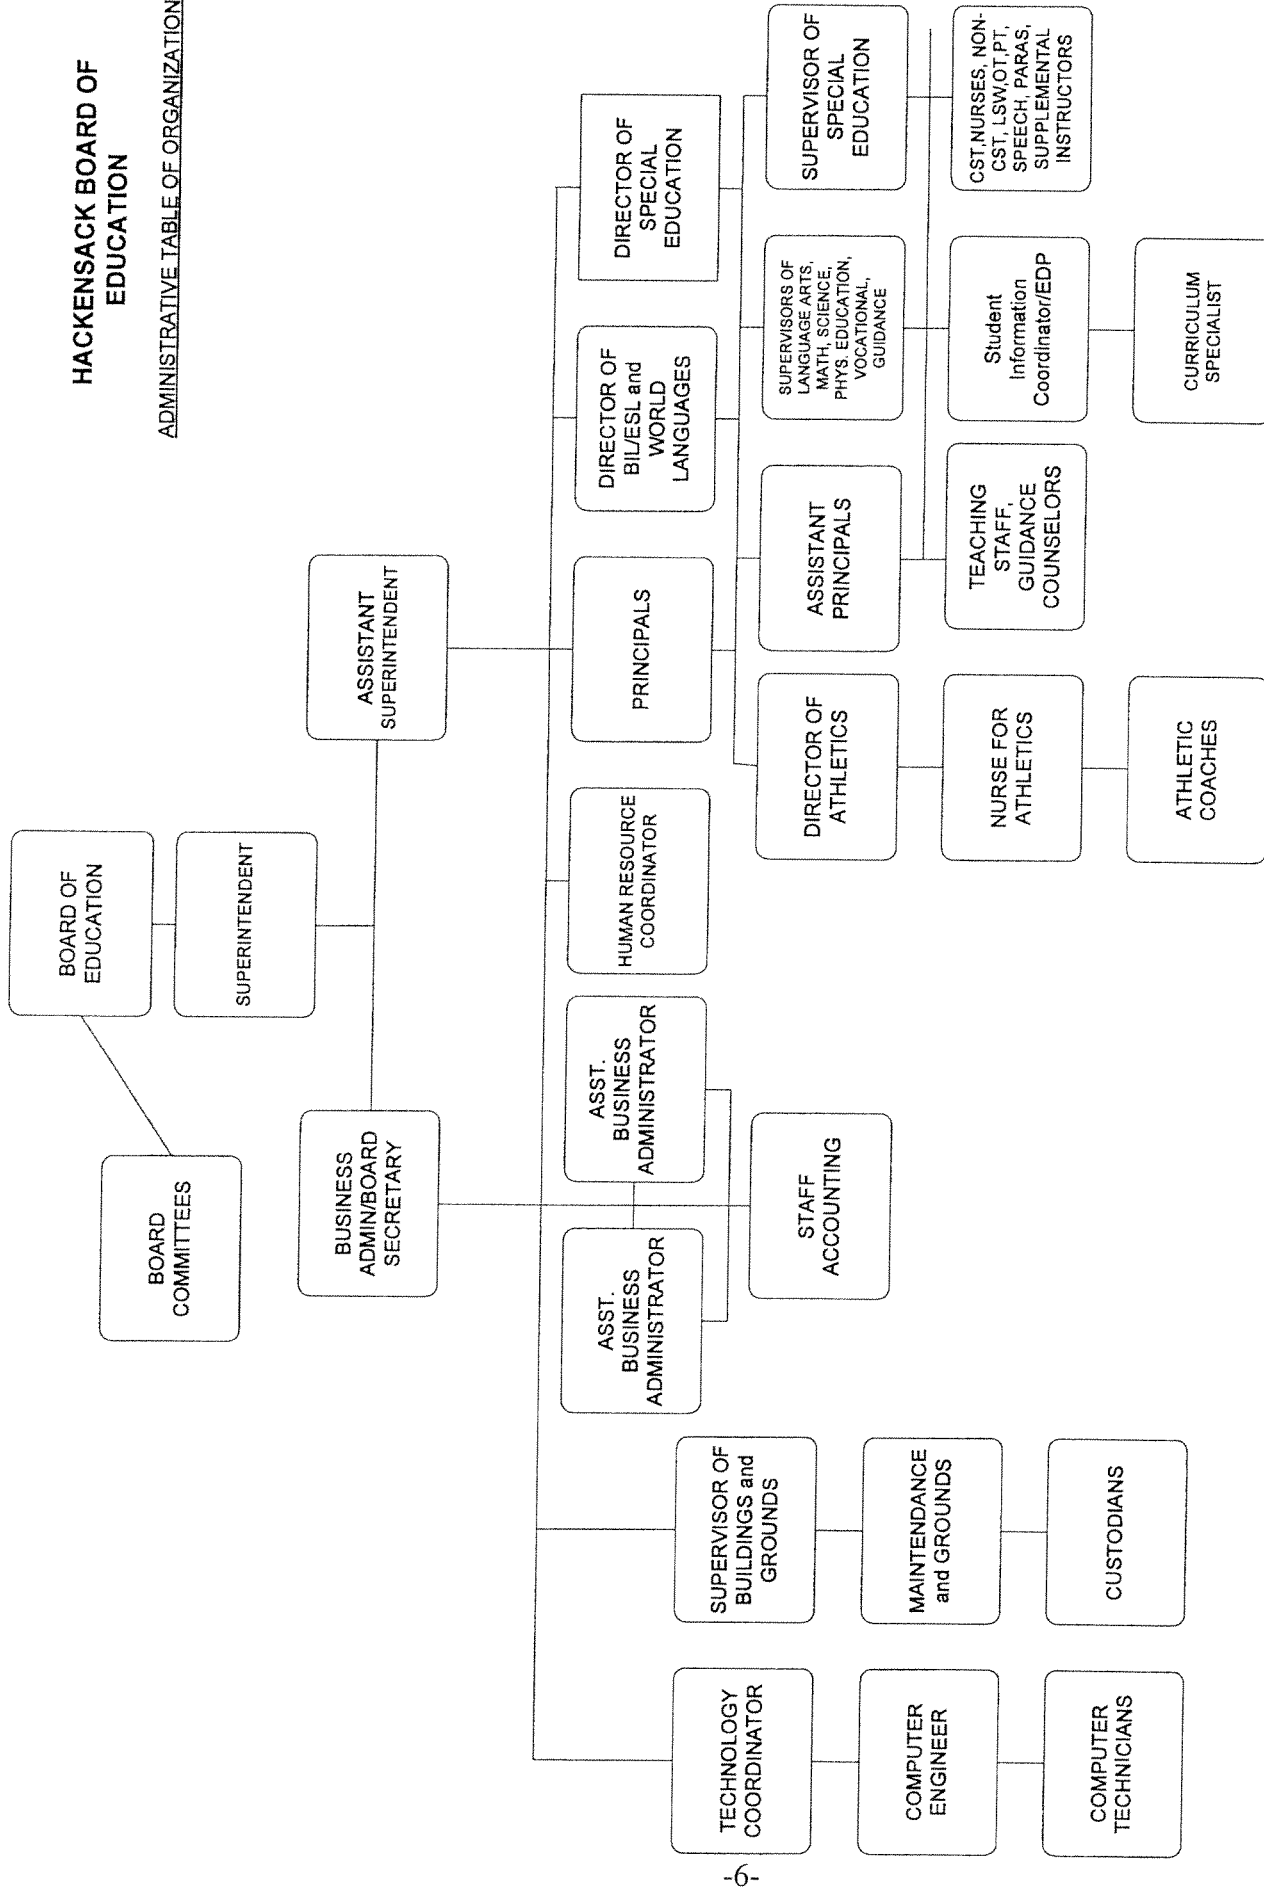 HACKENSACK BOARD OF
EDUCATION
ADMINISTRATIVE TABLE OF ORGANIZATION
BOARD OF
EDUCATION
BOARD
COMMITTEES
SUPERINTENDENT
BUSINESS
ADMIN/BOARD
SECRETARY
ASSISTANT
SUPERINTENDENT
ASST.
BUSINESS
ADMINISTRATOR
ASST.
BUSINESS
ADMINISTRATOR
HUMAN RESOURCE
COORDINATOR
PRINCIPALS
DIRECTOR OF
BIL/ESL and
WORLD
LANGUAGES
DIRECTOR OF
SPECIAL
EDUCATION
TECHNOLOGY
COORDINATOR
SUPERVISOR OF
BUILDINGS and
GROUNDS
STAFF
ACCOUNTING
DIRECTOR OF
ATHLETICS
ASSISTANT
PRINCIPALS
SUPERVISORS OF
LANGUAGE ARTS,
MATH, SCIENCE,
PHYS. EDUCATION,
VOCATIONAL,
GUIDANCE
SUPERVISOR OF
SPECIAL
EDUCATION
COMPUTER
ENGINEER
MAINTENDANCE
and GROUNDS
NURSE FOR
ATHLETICS
TEACHING
STAFF,
GUIDANCE
COUNSELORS
Student
Information
Coordinator/EDP
CST,NURSES, NON-
CST, LSW,OT,PT,
SPEECH, PARAS,
SUPPLEMENTAL
INSTRUCTORS
COMPUTER
TECHNICIANS
CUSTODIANS
ATHLETIC
COACHES
CURRICULUM
SPECIALIST
-6-